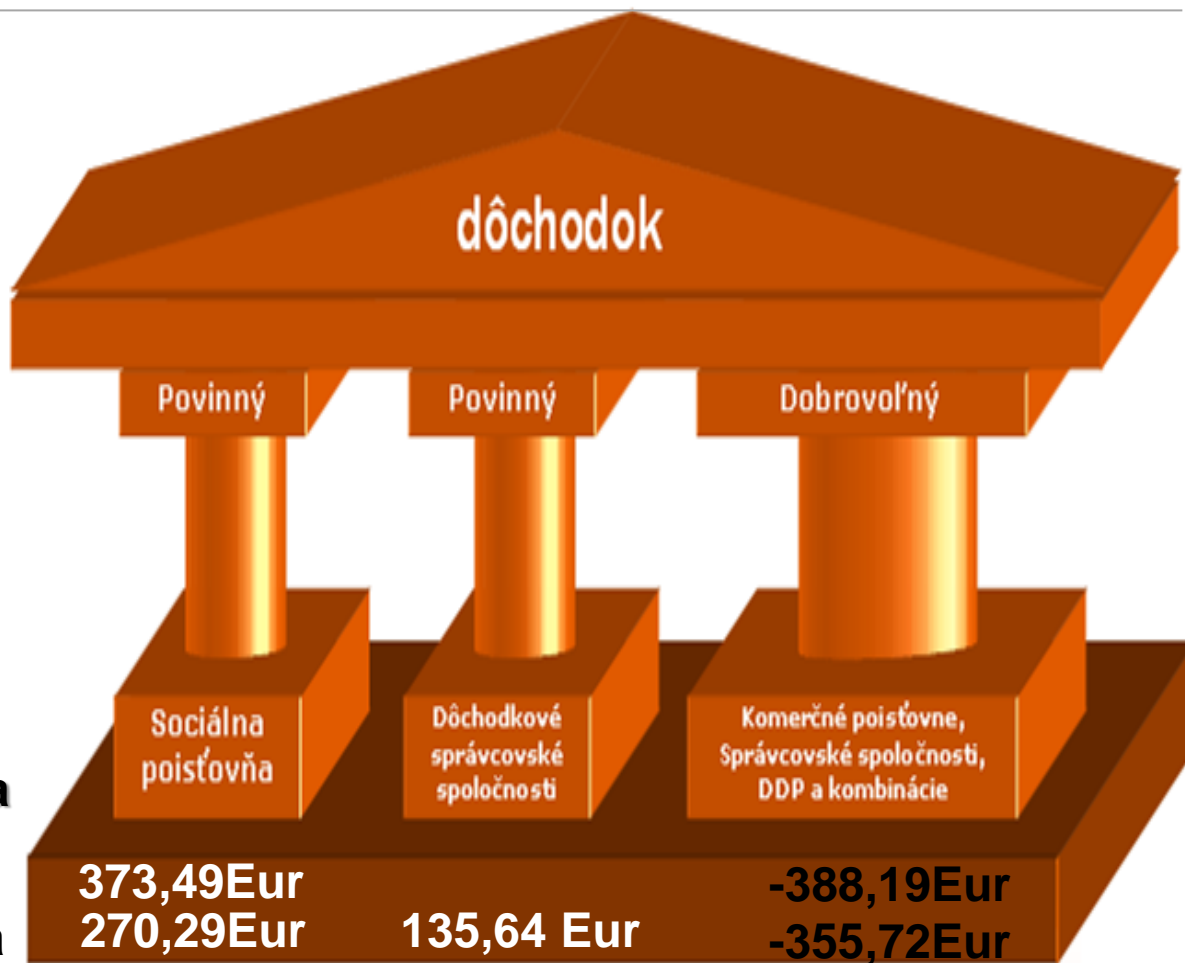 dôchodok
Povinný
Povinný
Dobrovoľný
Sociálna
poisťovňa
Dôchodkové
správcovské
spoločnosti
Komerčné poisťovne,
Správcovské spoločnosti,
DDP a kombinácie
a
373,49Eur
-388,19Eur
270,29Eur
135,64 Eur
-355,72Eur